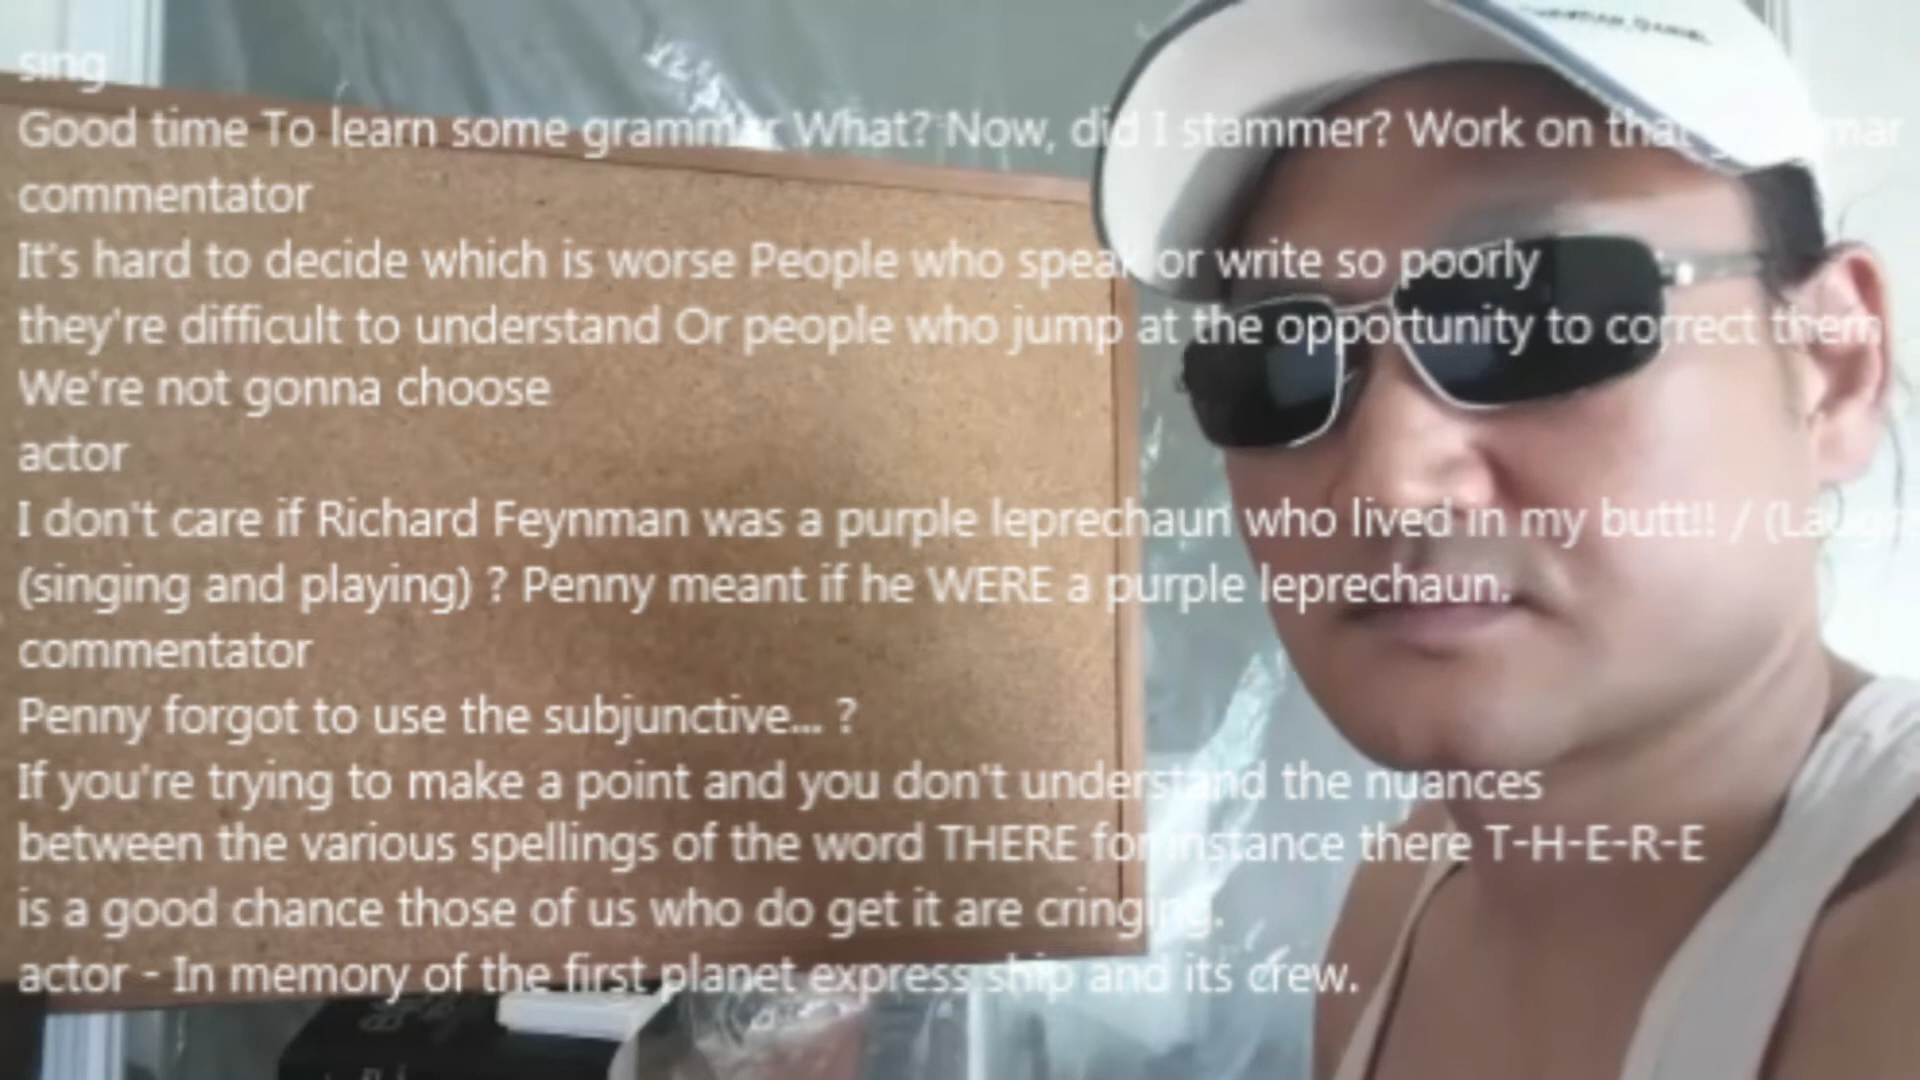 sing
Good time To learn some grammar What? Now, did I stammer? Work on that grammar
commentator
It's hard to decide which is worse People who speak or write so poorly
they're difficult to understand Or people who jump at the opportunity to correct them
We're not gonna choose
actor
I don't care if Richard Feynman was a purple leprechaun who lived in my butt!! /
(singing and playing) ? Penny meant if he WERE a purple leprechaun.
commentator
Penny forgot to use the subjunctive... ?
If you're trying to make a point and you don't understand the nuances
between the various spellings of the word THERE for instance there T-H-E-R-E
is a good chance those of us who do get it are cringing.
actor - In memory of the first planet express ship and its crew.